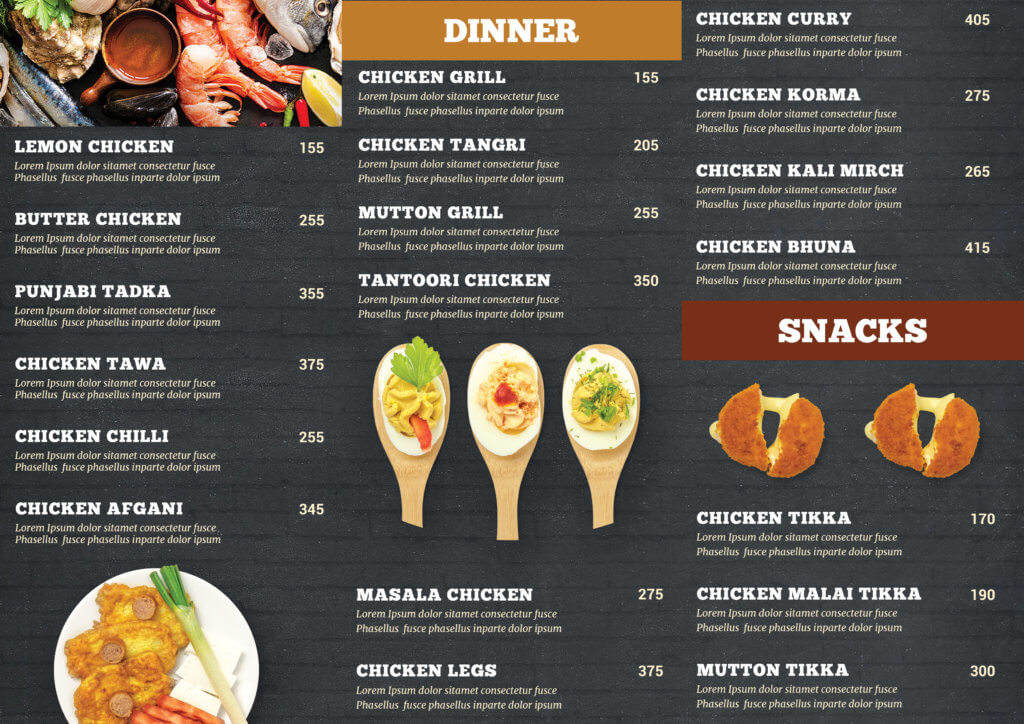 LEMON CHICKEN 155
Lorem Ipsum dolor sitamet consectetur fusce
Phasellus fusce phasellus inparte dolor ipsum
BUTTER CHICKEN 255
Lorem Ipsum dolor sitamet consectetur fusce
Phasellus fusce phasellus inparte dolor ipsum
PUNJABI TADKA 355
Lorem Ipsum dolor sitamet consectetur fusce
Phasellus fusce phasellus inparte dolor ipsum
CHICKEN TAWA 375
Lorem Ipsum dolor sitamet consectetur fusce
Phasellus fusce phasellus inparte dolor ipsum
CHICKEN CHILLI 255
Lorem Ipsum dolor sitamet consectetur fusce
Phasellus fusce phasellus inparte dolor ipsum
CHICKEN AFGANI 345
Lorem Ipsum dolor sitamet consectetur fusce
Phasellus fusce phasellus inparte dolor ipsum
DINNER
CHICKEN GRILL 155
Lorem Ipsum dolor sitamet consectetur fusce
Phasellus fusce phasellus inparte dolor ipsum
CHICKEN TANGRI 205
Lorem Ipsum dolor sitamet consectetur fusce
Phasellus fusce phasellus inparte dolor ipsum
MUTTON GRILL 255
Lorem Ipsum dolor sitamet consectetur fusce
Phasellus fusce phasellus inparte dolor ipsum
TANTOORI CHICKEN 350
Lorem Ipsum dolor sitamet consectetur fusce
Phasellus fusce phasellus inparte dolor ipsum
MASALA CHICKEN 275
Lorem Ipsum dolor sitamet consectetur fusce
Phasellus fusce phasellus inparte dolor ipsum
CHICKEN LEGS 375
Lorem Ipsum dolor sitamet consectetur fusce
Phasellus fusce phasellus inparte dolor ipsum
CHICKEN CURRY 405
Lorem Ipsum dolor sitamet consectetur fusce
Phasellus fusce phasellus inparte dolor ipsum
CHICKEN KORMA 275
Lorem Ipsum dolor sitamet consectetur fusce
Phasellus fusce phasellus inparte dolor ipsum
CHICKEN KALI MIRCH 265
Lorem Ipsum dolor sitamet consectetur fusce
Phasellus fusce phasellus inparte dolor ipsum
CHICKEN BHUNA 415
Lorem Ipsum dolor sitamet consectetur fusce
Phasellus fusce phasellus inparte dolor ipsum
SNACKS
CHICKEN TIKKA 170
Lorem Ipsum dolor sitamet consectetur fusce
Phasellus fusce phasellus inparte dolor ipsum
CHICKEN MALAI TIKKA 190
Lorem Ipsum dolor sitamet consectetur fusce
Phasellus fusce phasellus inparte dolor ipsum
MUTTON TIKKA 300
Lorem Ipsum dolor sitamet consectetur fusce
Phasellus fusce phasellus inparte dolor ipsum